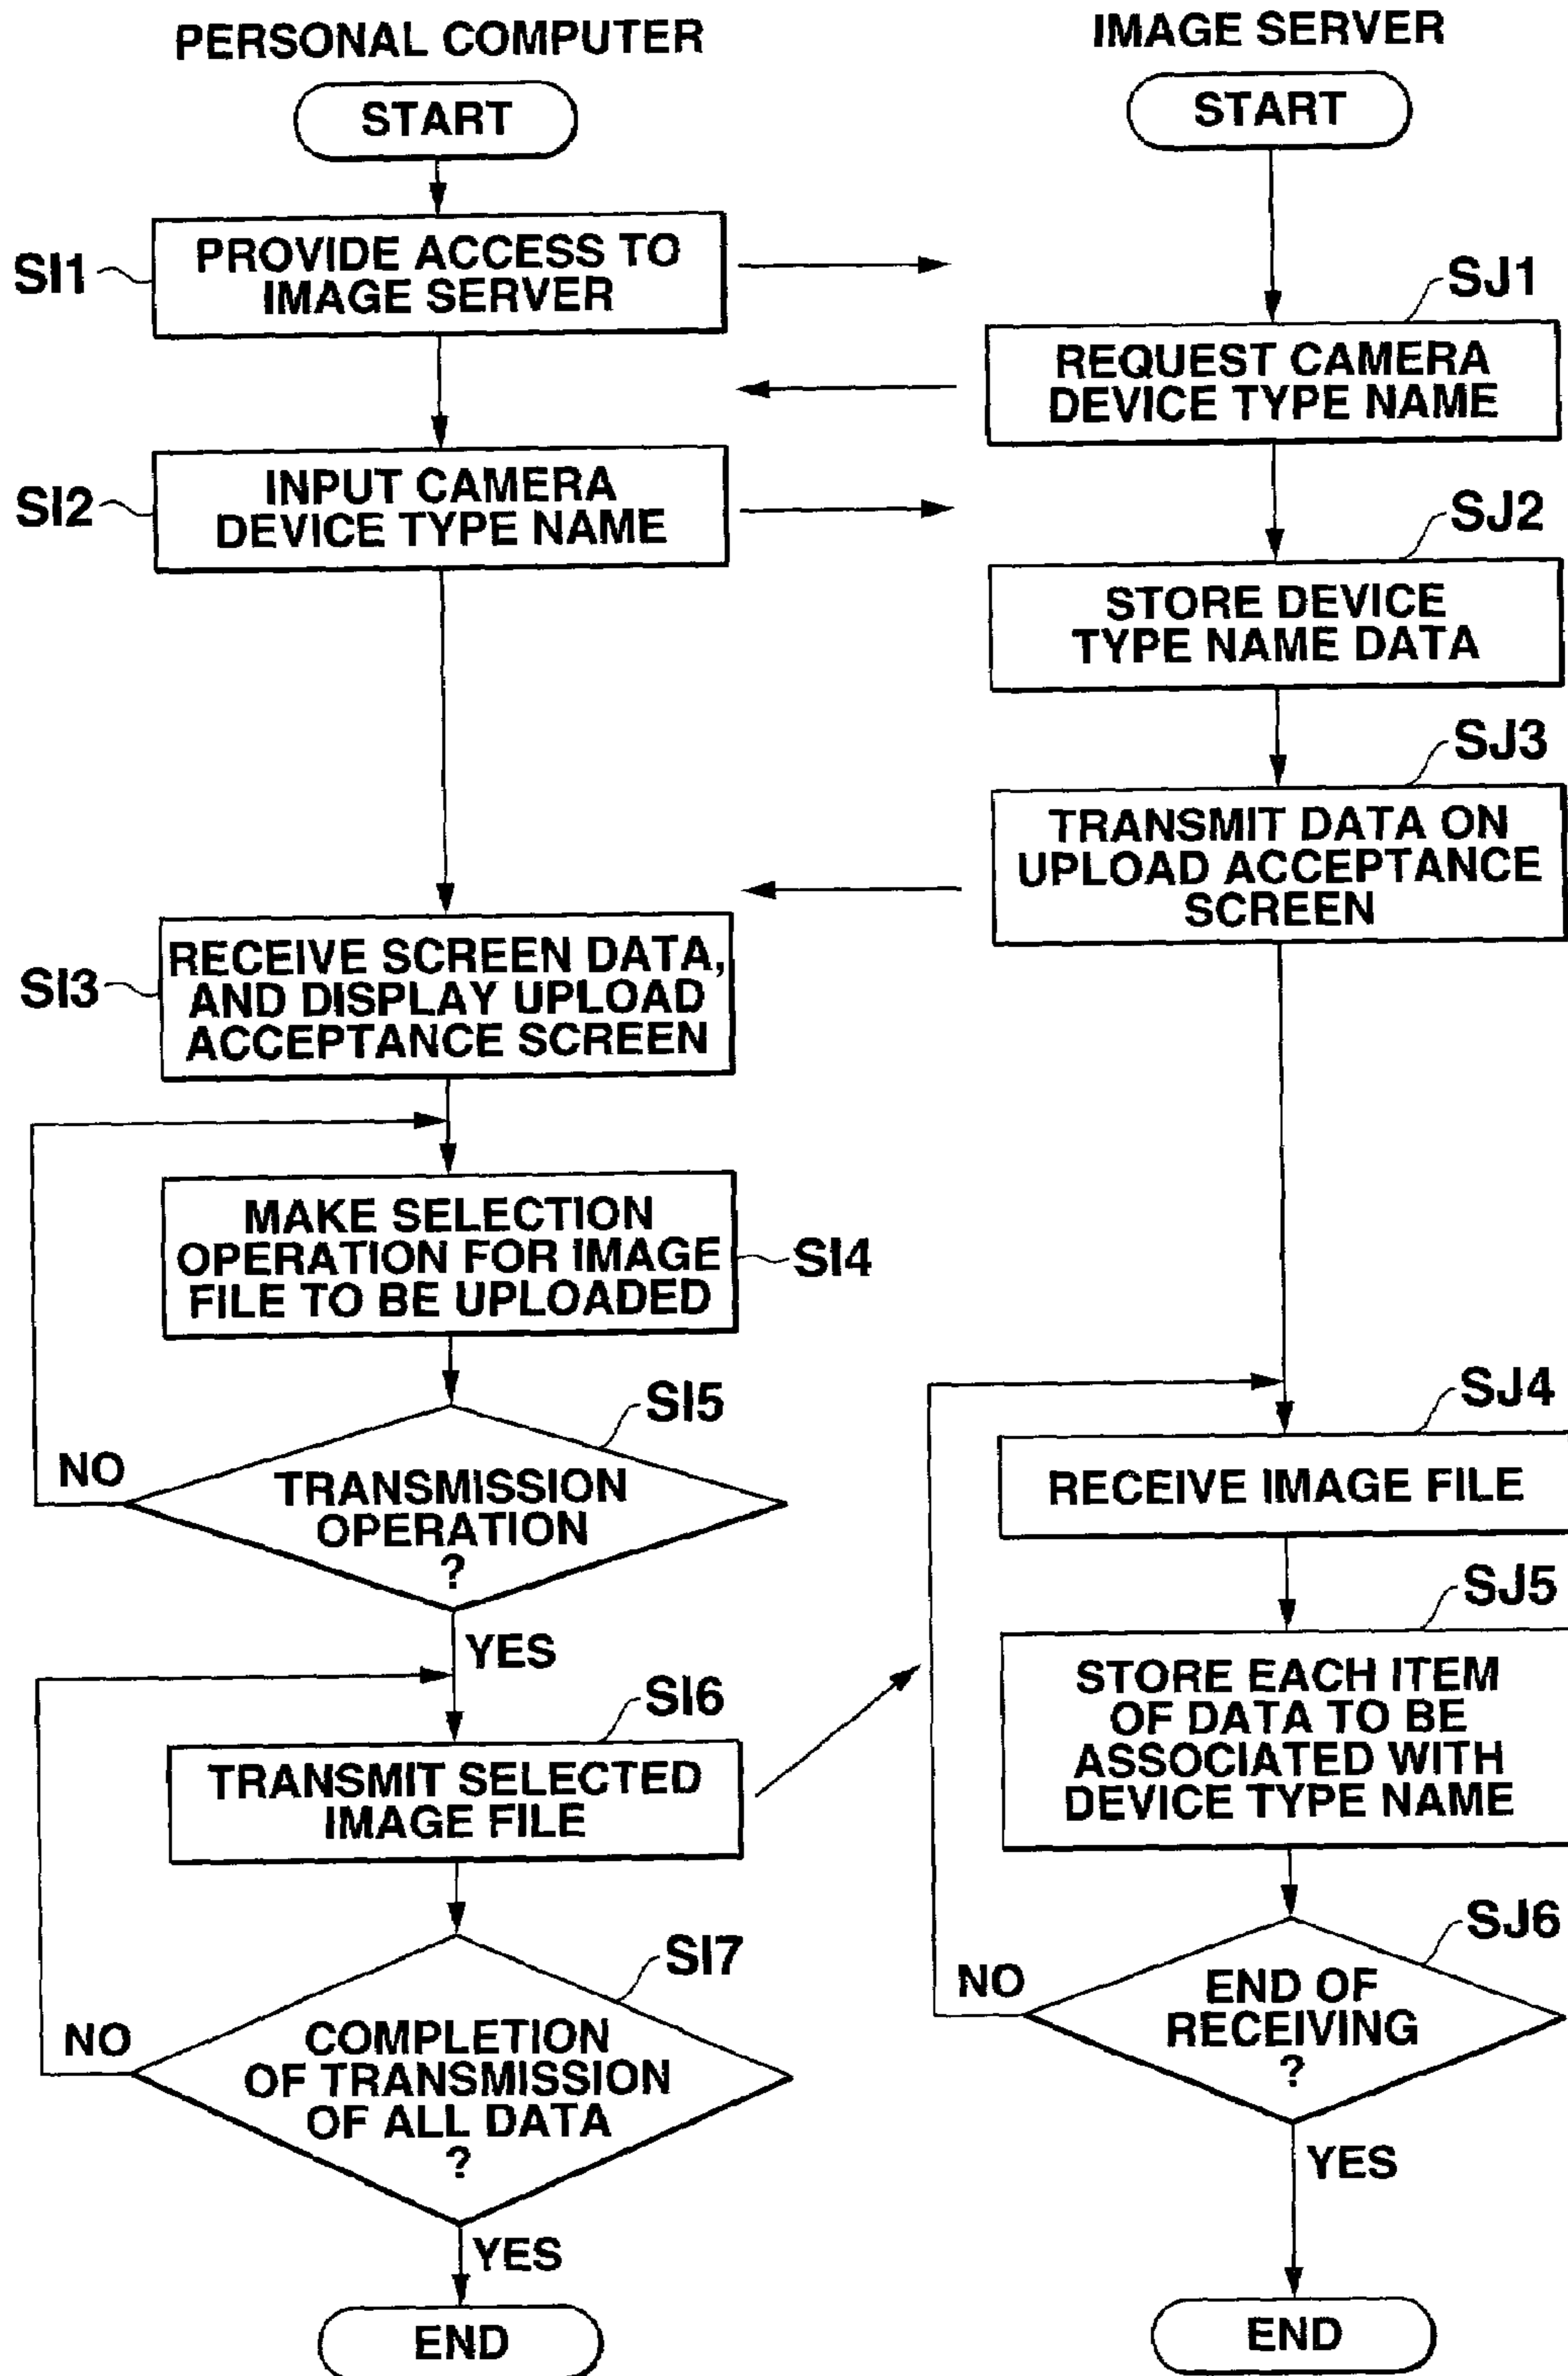 PERSONAL COMPUTER
START
SI1
PROVIDE ACCESS TO
IMAGE SERVER
SI2
INPUT CAMERA
DEVICE TYPE NAME
SI3
RECEIVE SCREEN DATA,
AND DISPLAY UPLOAD
ACCEPTANCE SCREEN
MAKE SELECTION
OPERATION FOR IMAGE
FILE TO BE UPLOADED
SI4
SI5
NO
TRANSMISSION
OPERATION
?
YES
SI6
TRANSMIT SELECTED
IMAGE FILE
SI7
NO
COMPLETION
OF TRANSMISSION
OF ALL DATA
?
YES
END
IMAGE SERVER
START
SJ1
REQUEST CAMERA
DEVICE TYPE NAME
SJ2
STORE DEVICE
TYPE NAME DATA
SJ3
TRANSMIT DATA ON
UPLOAD ACCEPTANCE
SCREEN
SJ4
RECEIVE IMAGE FILE
SJ5
STORE EACH ITEM
OF DATA TO BE
ASSOCIATED WITH
DEVICE TYPE NAME
SJ6
NO
END OF
RECEIVING
?
YES
END